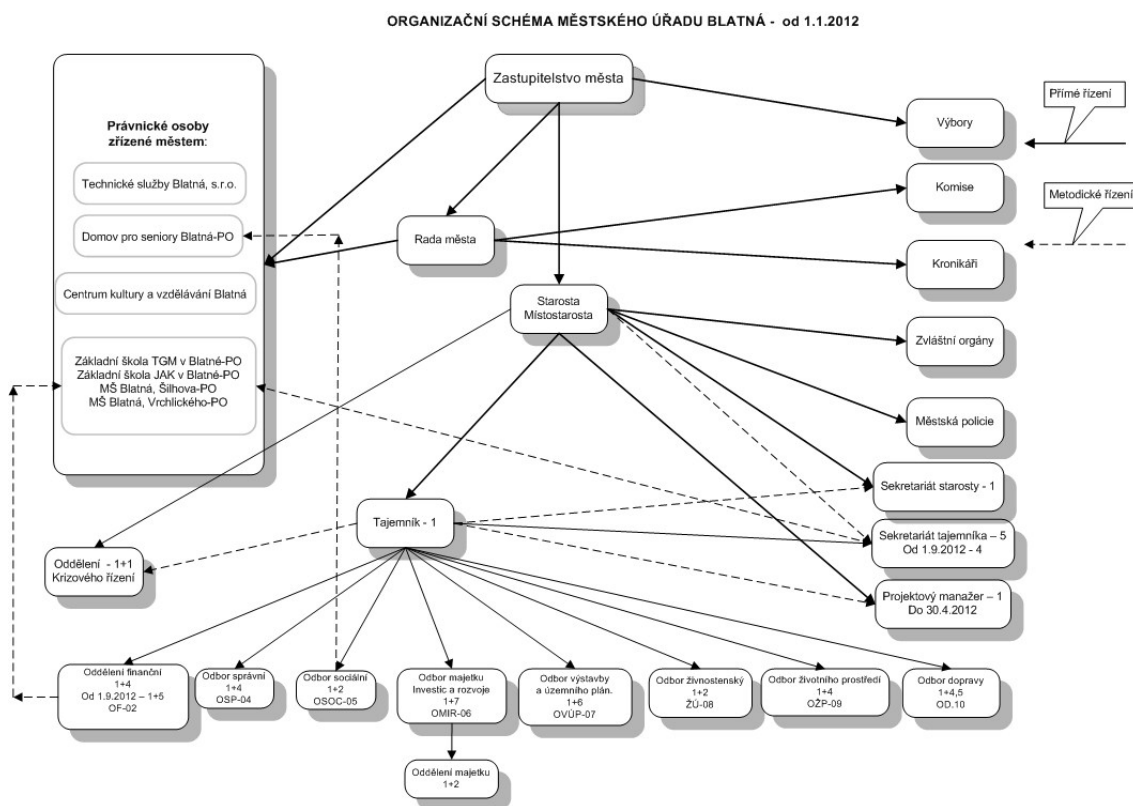 ORGANIZAČNÍ SCHÉMA MĚSTSKÉHO ÚŘADU BLATNÁ - od 1.1.2012
Zastupitelstvo města
Právnické osoby
zřízené městem:
Technické služby Blatná, s.r.o.
Domov pro seniory Blatná-PO
Centrum kultury a vzdělávání Blatná
Základní škola TGM v Blatné-PO
Základní škola JAK v Blatné-PO
MŠ Blatná, Šilhova-PO
MŠ Blatná, Vrchlického-PO
Rada města
Starosta
Místostarosta
Výbory
Komise
Kronikáři
Zvláštní orgány
Městská policie
Sekretariát starosty - 1
Sekretariát tajemníka – 5
Od 1.9.2012 - 4
Projektový manažer – 1
Do 30.4.2012
Přímé řízení
Metodické řízení
Tajemník - 1
Oddělení - 1+1
Krizového řízení
Oddělení finanční
1+4
Od 1.9.2012 – 1+5
OF-02
Odbor správní
1+4
OSP-04
Odbor sociální
1+2
OSOC-05
Odbor majetku
Investic a rozvoje
1+7
OMIR-06
Odbor výstavby
a územního plán.
1+6
OVÚP-07
Odbor živnostenský
1+2
ŽÚ-08
Odbor životního prostředí
1+4
OŽP-09
Odbor dopravy
1+4,5
OD.10
Oddělení majetku
1+2